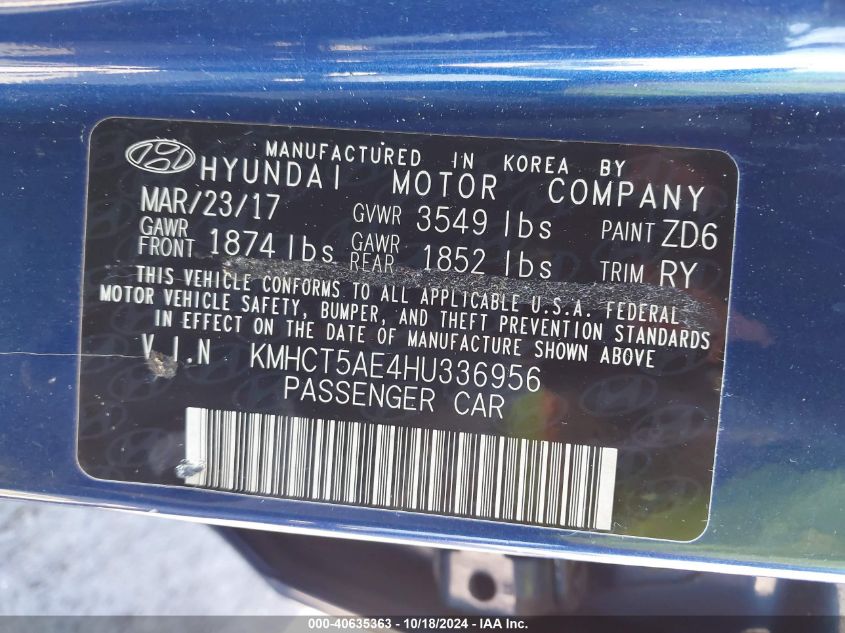 MANUFACTURED IN KOREA BY
HYUNDAI MOTOR COMPANY
MAR/23/17 GVWR 3549 lbs PAINT ZD6
GAWR FRONT 1874 lbs GAWR REAR 1852 lbs TRIM RY
THIS VEHICLE CONFORMS TO ALL APPLICABLE U.S.A. FEDERAL
MOTOR VEHICLE SAFETY, BUMPER, AND THEFT PREVENTION STANDARDS
IN EFFECT ON THE DATE OF MANUFACTURE SHOWN ABOVE
V.I.N KMHCT5AE4HU336956
PASSENGER CAR
000-40635363 - 10/18/2024 - 1YSM.